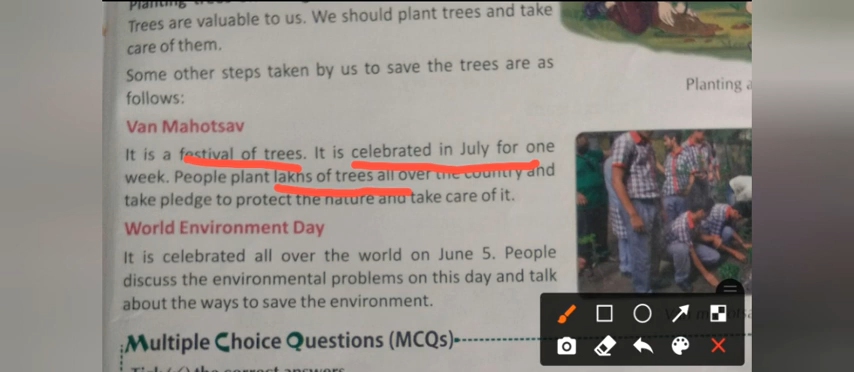 Planting
Trees are valuable to us. We should plant trees and take
care of them.
Some other steps taken by us to save the trees are as
follows:
Planting a
Van Mahotsav
It is a festival of trees. It is celebrated in July for one
week. People plant lakhs of trees all over the country and
take pledge to protect the nature and take care of it.
World Environment Day
It is celebrated all over the world on June 5. People
discuss the environmental problems on this day and talk
about the ways to save the environment.
Multiple Choice Questions (MCQs)
the correct answers